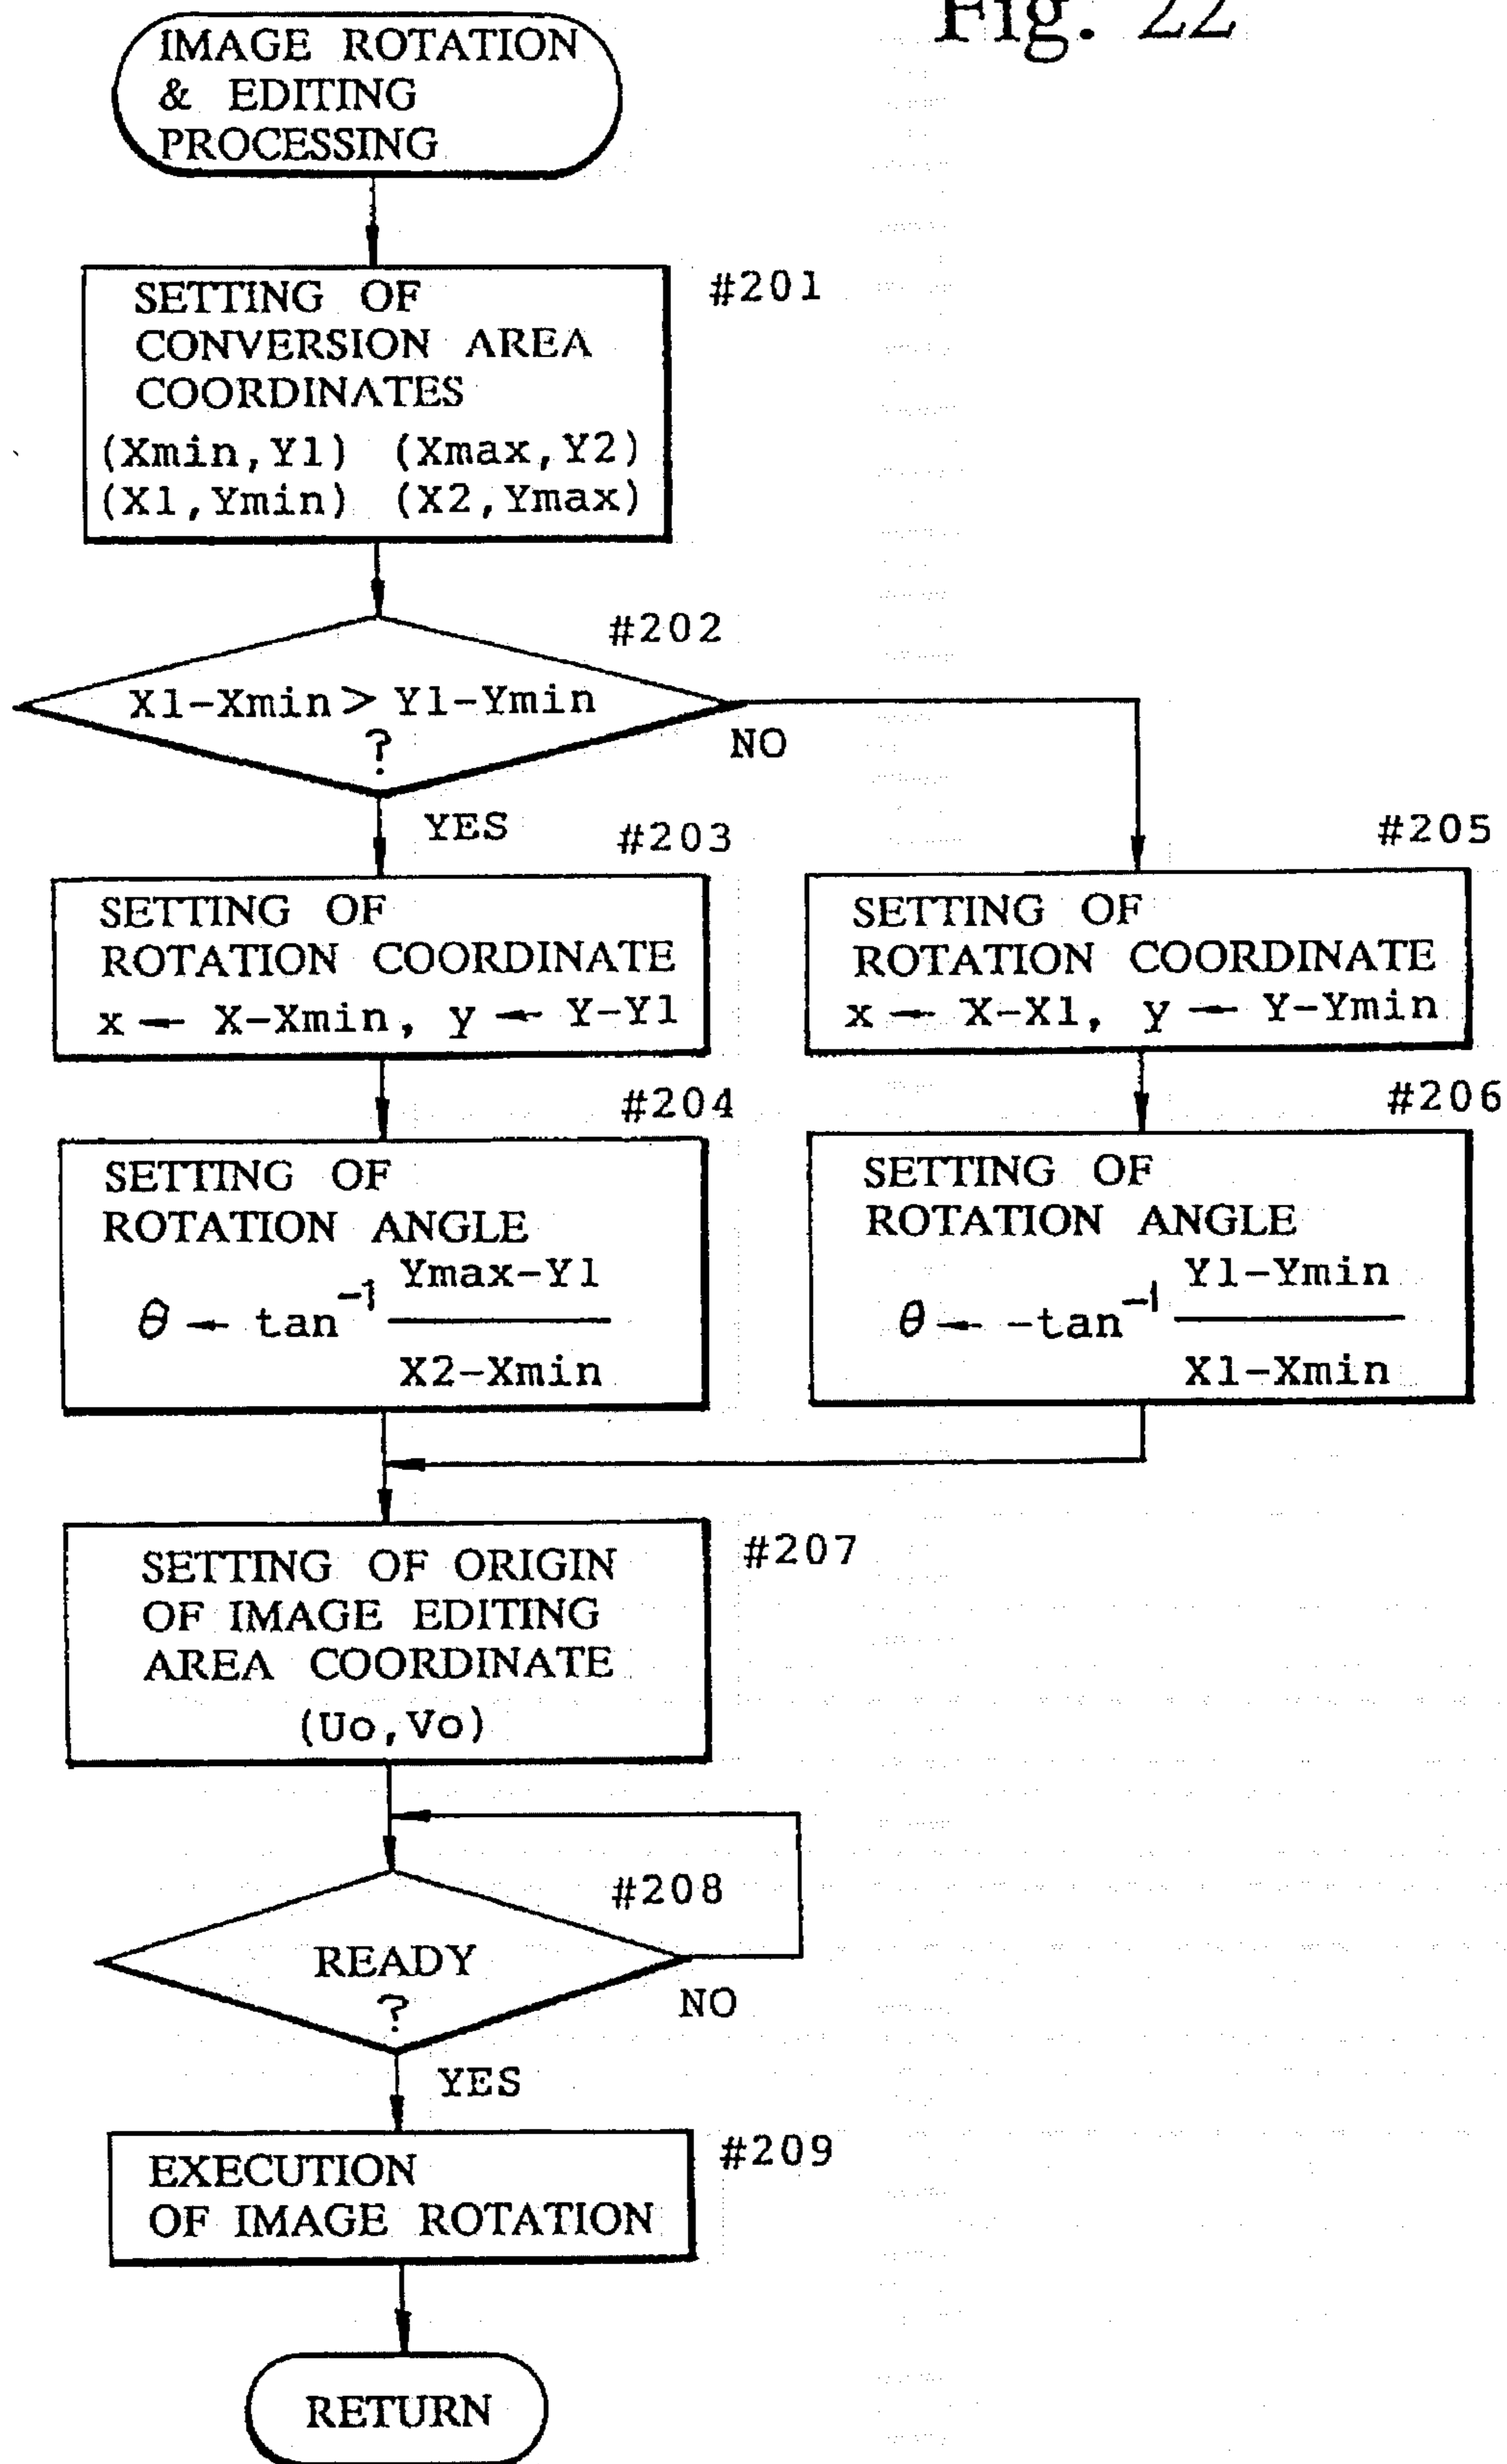 Fig. 22
IMAGE ROTATION
& EDITING
PROCESSING
#201
SETTING OF
CONVERSION AREA
COORDINATES
(Xmin,Y1) (Xmax,Y2)
(X1,Ymin) (X2,Ymax)
#202
X1-Xmin > Y1-Ymin
?
NO
YES
#203
SETTING OF
ROTATION COORDINATE
x ← X-Xmin, y ← Y-Y1
#205
SETTING OF
ROTATION COORDINATE
x ← X-X1, y ← Y-Ymin
#204
SETTING OF
ROTATION ANGLE
Ymax-Y1
θ ← tan⁻¹
X2-Xmin
#206
SETTING OF
ROTATION ANGLE
Y1-Ymin
θ ← -tan⁻¹
X1-Xmin
#207
SETTING OF ORIGIN
OF IMAGE EDITING
AREA COORDINATE
(Uo,Vo)
#208
READY
?
NO
YES
#209
EXECUTION
OF IMAGE ROTATION
RETURN